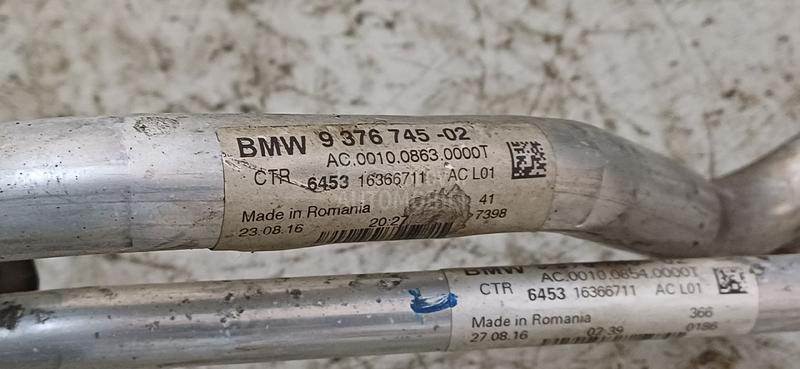 BMW 9 376 745 -02
AC.0010.0863.0000T
CTR 6453 16366711 AC L01
41
Made in Romania
7398
23.08.16 20:27
BMW -02
AC.0010.0854.0000T
CTR 6453 16366711 AC L01
366
Made in Romania
0186
27.08.16 07:39